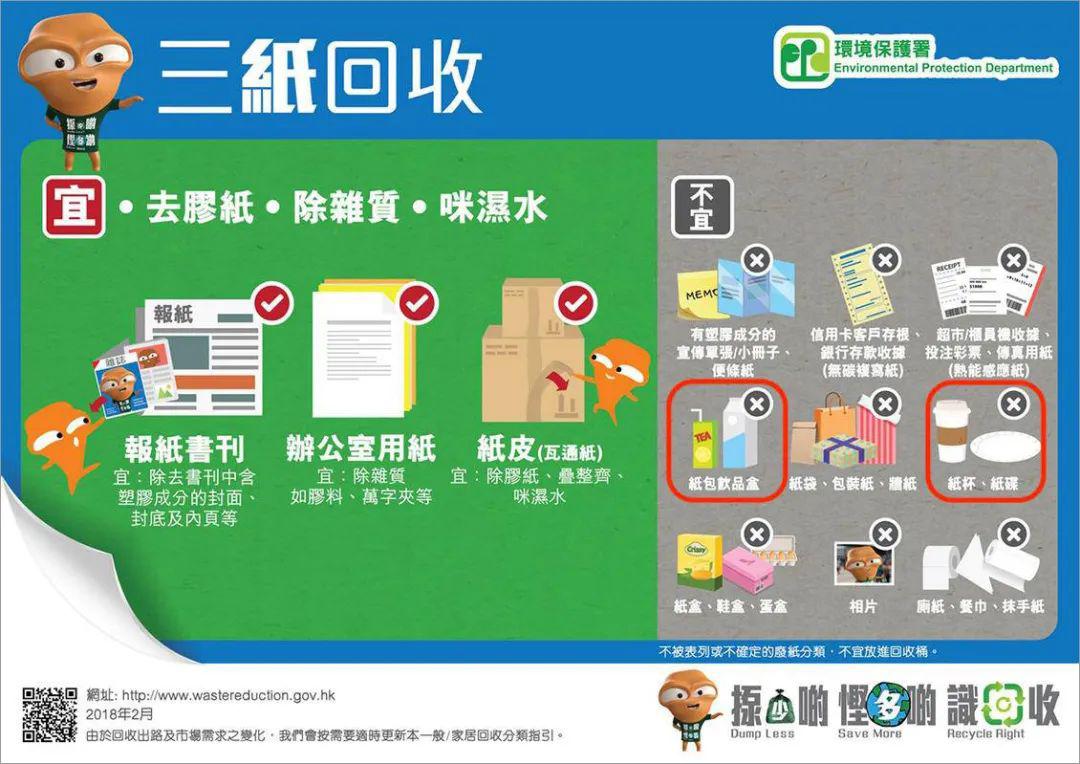 三紙回收
環境保護署
Environmental Protection Department
揼少啲
慳多啲
宜
• 去膠紙 • 除雜質 • 咪濕水
報紙
雜誌
報紙書刊
宜：除去書刊中含
塑膠成分的封面、
封底及內頁等
辦公室用紙
宜：除雜質
如膠料、萬字夾等
紙皮(瓦通紙)
宜：除膠紙、疊整齊、
咪濕水
不宜
MEMO
有塑膠成分的
宣傳單張/小冊子、
便條紙
信用卡客戶存根、
銀行存款收據
(無碳複寫紙)
RECEIPT
超市/櫃員機收據、
投注彩票、傳真用紙
(熱能感應紙)
TEA
紙包飲品盒
紙袋、包裝紙、牆紙
紙杯、紙碟
Crispy
紙盒、鞋盒、蛋盒
相片
廁紙、餐巾、抹手紙
不被表列或不確定的廢紙分類，不宜放進回收桶。
網址: http://www.wastereduction.gov.hk
2018年2月
由於回收出路及市場需求之變化，我們會按需要適時更新本一般/家居回收分類指引。
揼少啲 慳多啲 識回收
Dump Less Save More Recycle Right